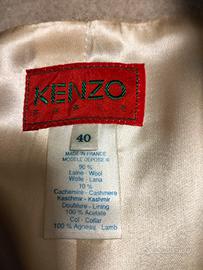 KENZO
PARIS
40
MADE IN FRANCE
MODELE DEPOSE ®
90 %
Laine - Wool
Wolle - Lana
10 %
Cachemire - Cashmere
Kaschmir - Kashmir
Doublure - Lining
100 % Acetate
Col - Collar
100 % Agneau - Lamb